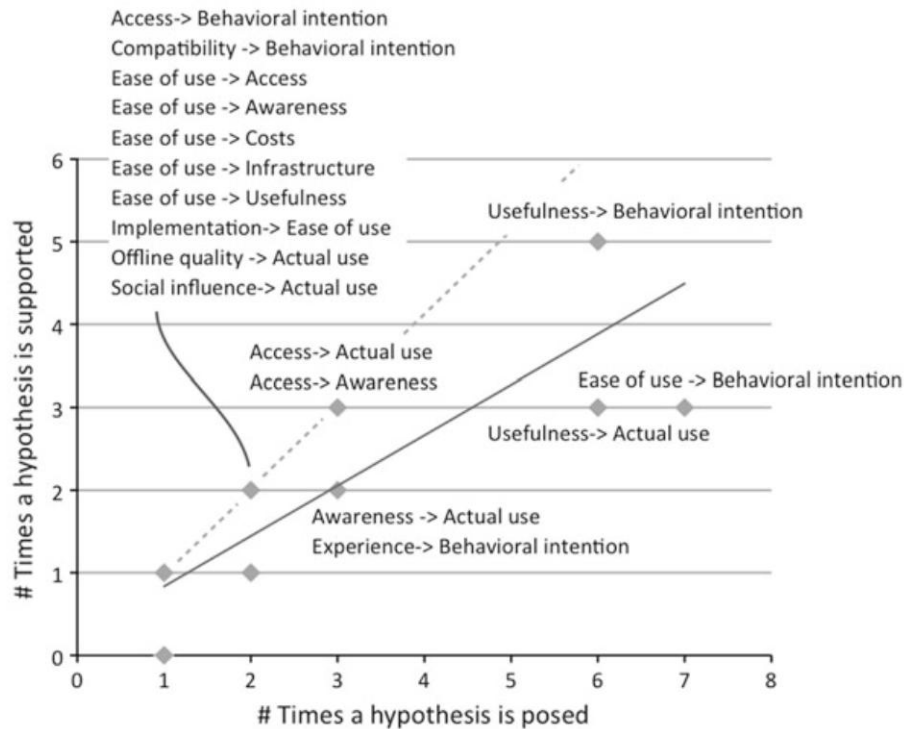 Access-> Behavioral intention
Compatibility -> Behavioral intention
Ease of use -> Access
Ease of use -> Awareness
Ease of use -> Costs
Ease of use -> Infrastructure
Ease of use -> Usefulness
Implementation-> Ease of use
Offline quality -> Actual use
Social influence-> Actual use
Usefulness-> Behavioral intention
Access-> Actual use
Access-> Awareness
Ease of use -> Behavioral intention
Usefulness-> Actual use
Awareness -> Actual use
Experience-> Behavioral intention
# Times a hypothesis is supported
6
5
4
3
2
1
0
0 1 2 3 4 5 6 7 8
# Times a hypothesis is posed